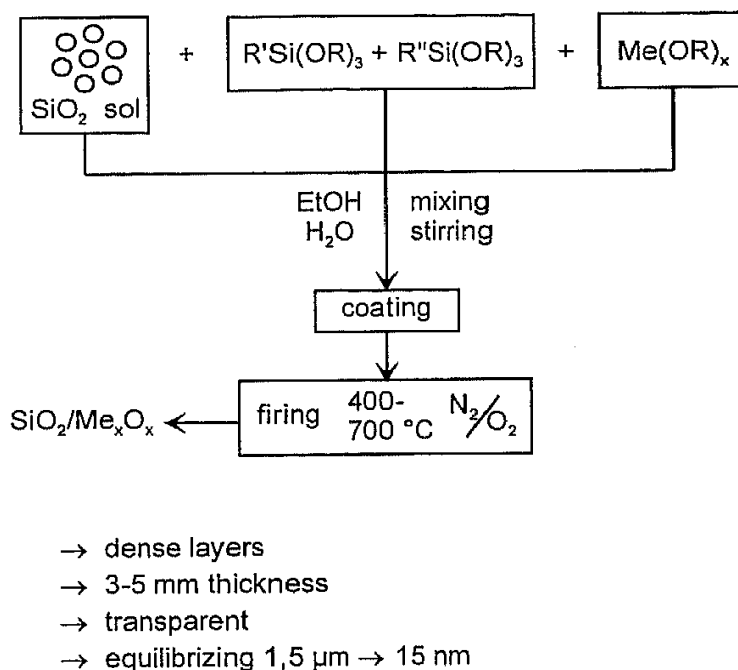 SiO₂ sol + R'Si(OR)₃ + R"Si(OR)₃ + Me(OR)ₓ
EtOH mixing
H₂O stirring
coating
firing 400-700 °C N₂/O₂
SiO₂/MeₓOₓ
→ dense layers
→ 3-5 mm thickness
→ transparent
→ equilibrizing 1,5 µm → 15 nm